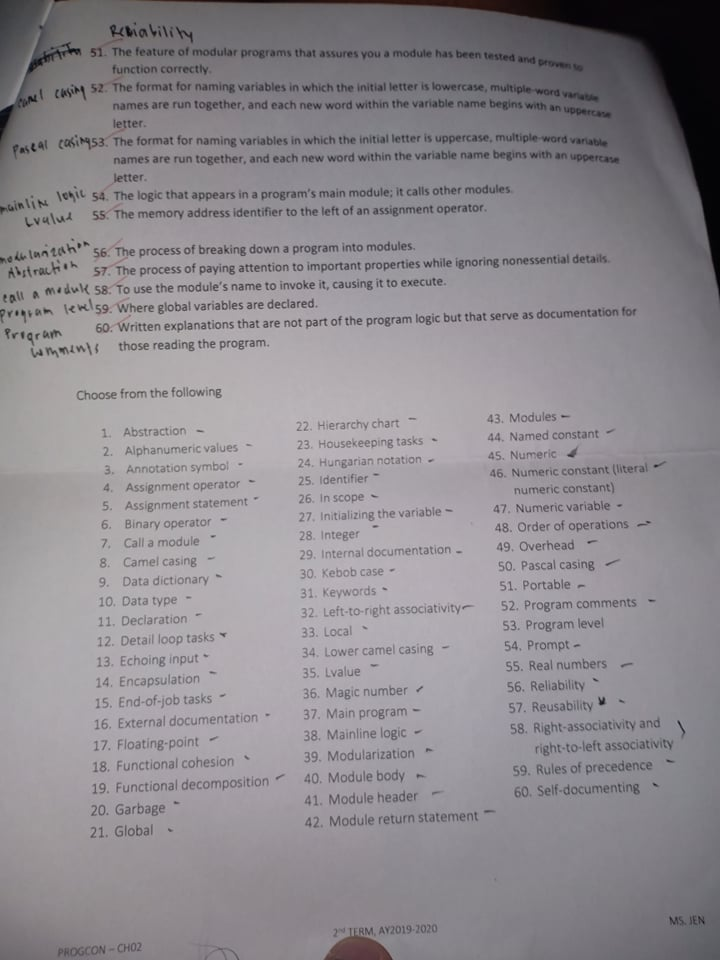 Reliability
51. The feature of modular programs that assures you a module has been tested and proven to
function correctly.
camel casing 52. The format for naming variables in which the initial letter is lowercase, multiple-word variable
names are run together, and each new word within the variable name begins with an uppercase
letter.
Pascal casing 53. The format for naming variables in which the initial letter is uppercase, multiple-word variable
names are run together, and each new word within the variable name begins with an uppercase
letter.
mainline logic 54. The logic that appears in a program's main module; it calls other modules.
Lvalue 55. The memory address identifier to the left of an assignment operator.
modularization 56. The process of breaking down a program into modules.
Abstraction 57. The process of paying attention to important properties while ignoring nonessential details.
call a module 58. To use the module's name to invoke it, causing it to execute.
Program level 59. Where global variables are declared.
Program 60. Written explanations that are not part of the program logic but that serve as documentation for
comments those reading the program.
Choose from the following
1. Abstraction
2. Alphanumeric values
3. Annotation symbol
4. Assignment operator
5. Assignment statement
6. Binary operator
7. Call a module
8. Camel casing
9. Data dictionary
10. Data type
11. Declaration
12. Detail loop tasks
13. Echoing input
14. Encapsulation
15. End-of-job tasks
16. External documentation
17. Floating-point
18. Functional cohesion
19. Functional decomposition
20. Garbage
21. Global
22. Hierarchy chart
23. Housekeeping tasks
24. Hungarian notation
25. Identifier
26. In scope
27. Initializing the variable
28. Integer
29. Internal documentation
30. Kebob case
31. Keywords
32. Left-to-right associativity
33. Local
34. Lower camel casing
35. Lvalue
36. Magic number
37. Main program
38. Mainline logic
39. Modularization
40. Module body
41. Module header
42. Module return statement
43. Modules
44. Named constant
45. Numeric
46. Numeric constant (literal
numeric constant)
47. Numeric variable
48. Order of operations
49. Overhead
50. Pascal casing
51. Portable
52. Program comments
53. Program level
54. Prompt
55. Real numbers
56. Reliability
57. Reusability
58. Right-associativity and
right-to-left associativity
59. Rules of precedence
60. Self-documenting
PROGCON – CH02
2nd TERM, AY2019-2020
MS. JEN